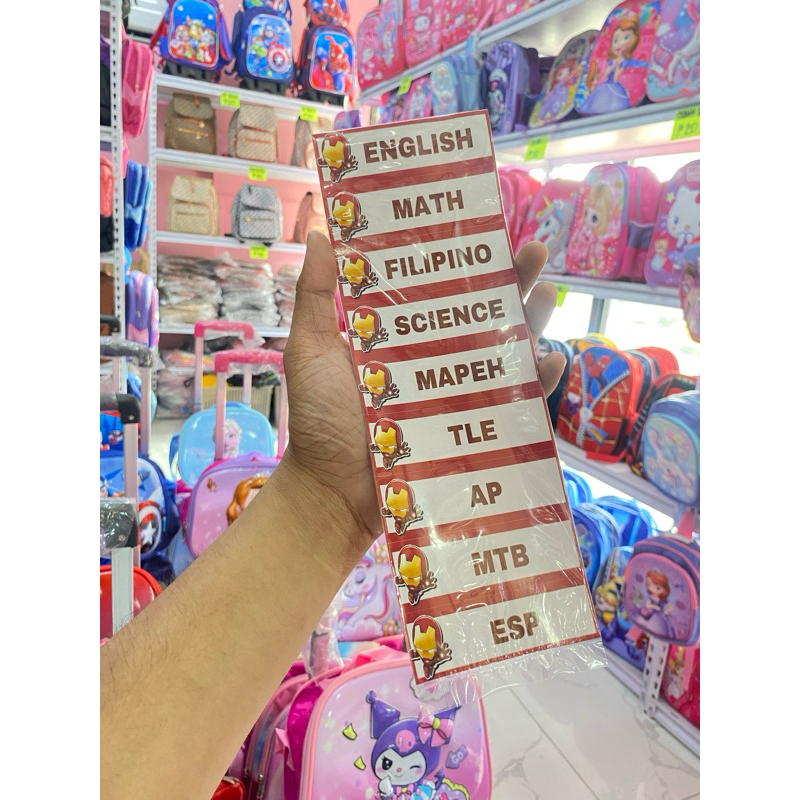 ENGLISH
MATH
FILIPINO
SCIENCE
MAPEH
TLE
AP
MTB
ESP